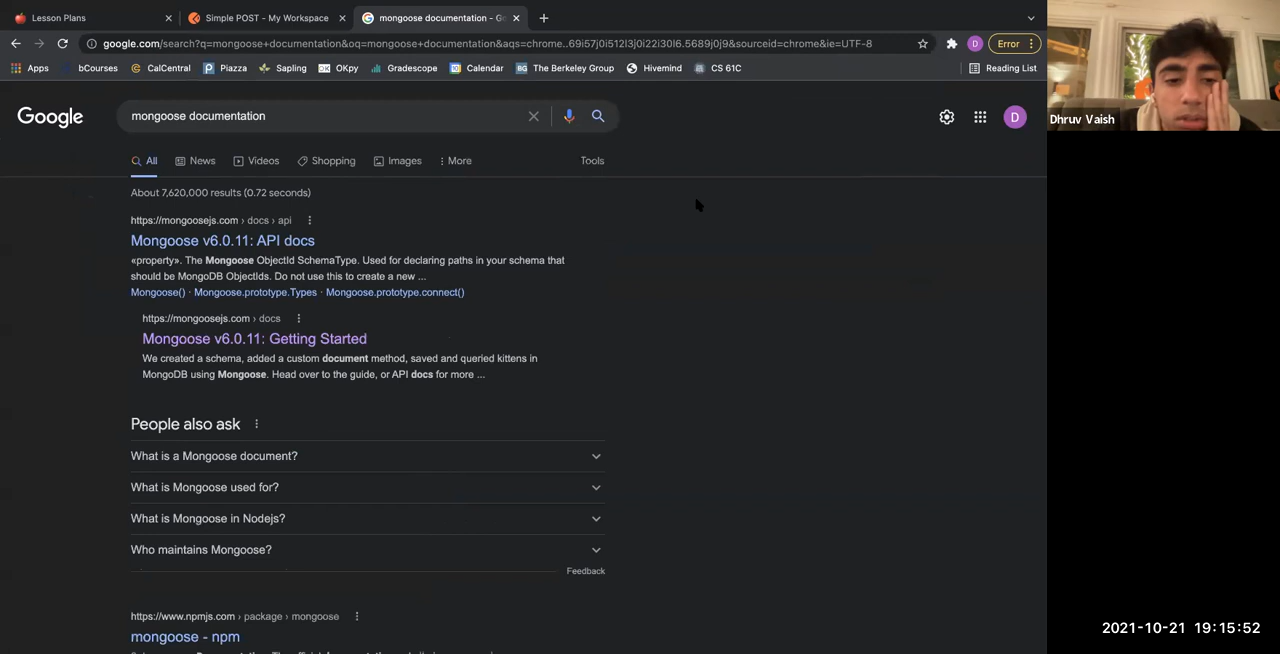 Lesson Plans
Simple POST - My Workspace
mongoose documentation - Go
google.com/search?q=mongoose+documentation&oq=mongoose+documentation&aqs=chrome..69i57j0i512l3j0i22i30l6.5689j0j9&sourceid=chrome&ie=UTF-8
D
Error
Apps
bCourses
CalCentral
Piazza
Sapling
OK OKpy
Gradescope
Calendar
BG The Berkeley Group
Hivemind
CS 61C
Reading List
Google
mongoose documentation
D
All
News
Videos
Shopping
Images
More
Tools
About 7,620,000 results (0.72 seconds)
https://mongoosejs.com › docs › api
Mongoose v6.0.11: API docs
«property». The Mongoose ObjectId SchemaType. Used for declaring paths in your schema that
should be MongoDB ObjectIds. Do not use this to create a new ...
Mongoose() · Mongoose.prototype.Types · Mongoose.prototype.connect()
https://mongoosejs.com › docs
Mongoose v6.0.11: Getting Started
We created a schema, added a custom document method, saved and queried kittens in
MongoDB using Mongoose. Head over to the guide, or API docs for more ...
People also ask
What is a Mongoose document?
What is Mongoose used for?
What is Mongoose in Nodejs?
Who maintains Mongoose?
Feedback
https://www.npmjs.com › package › mongoose
mongoose - npm
Dhruv Vaish
2021-10-21 19:15:52